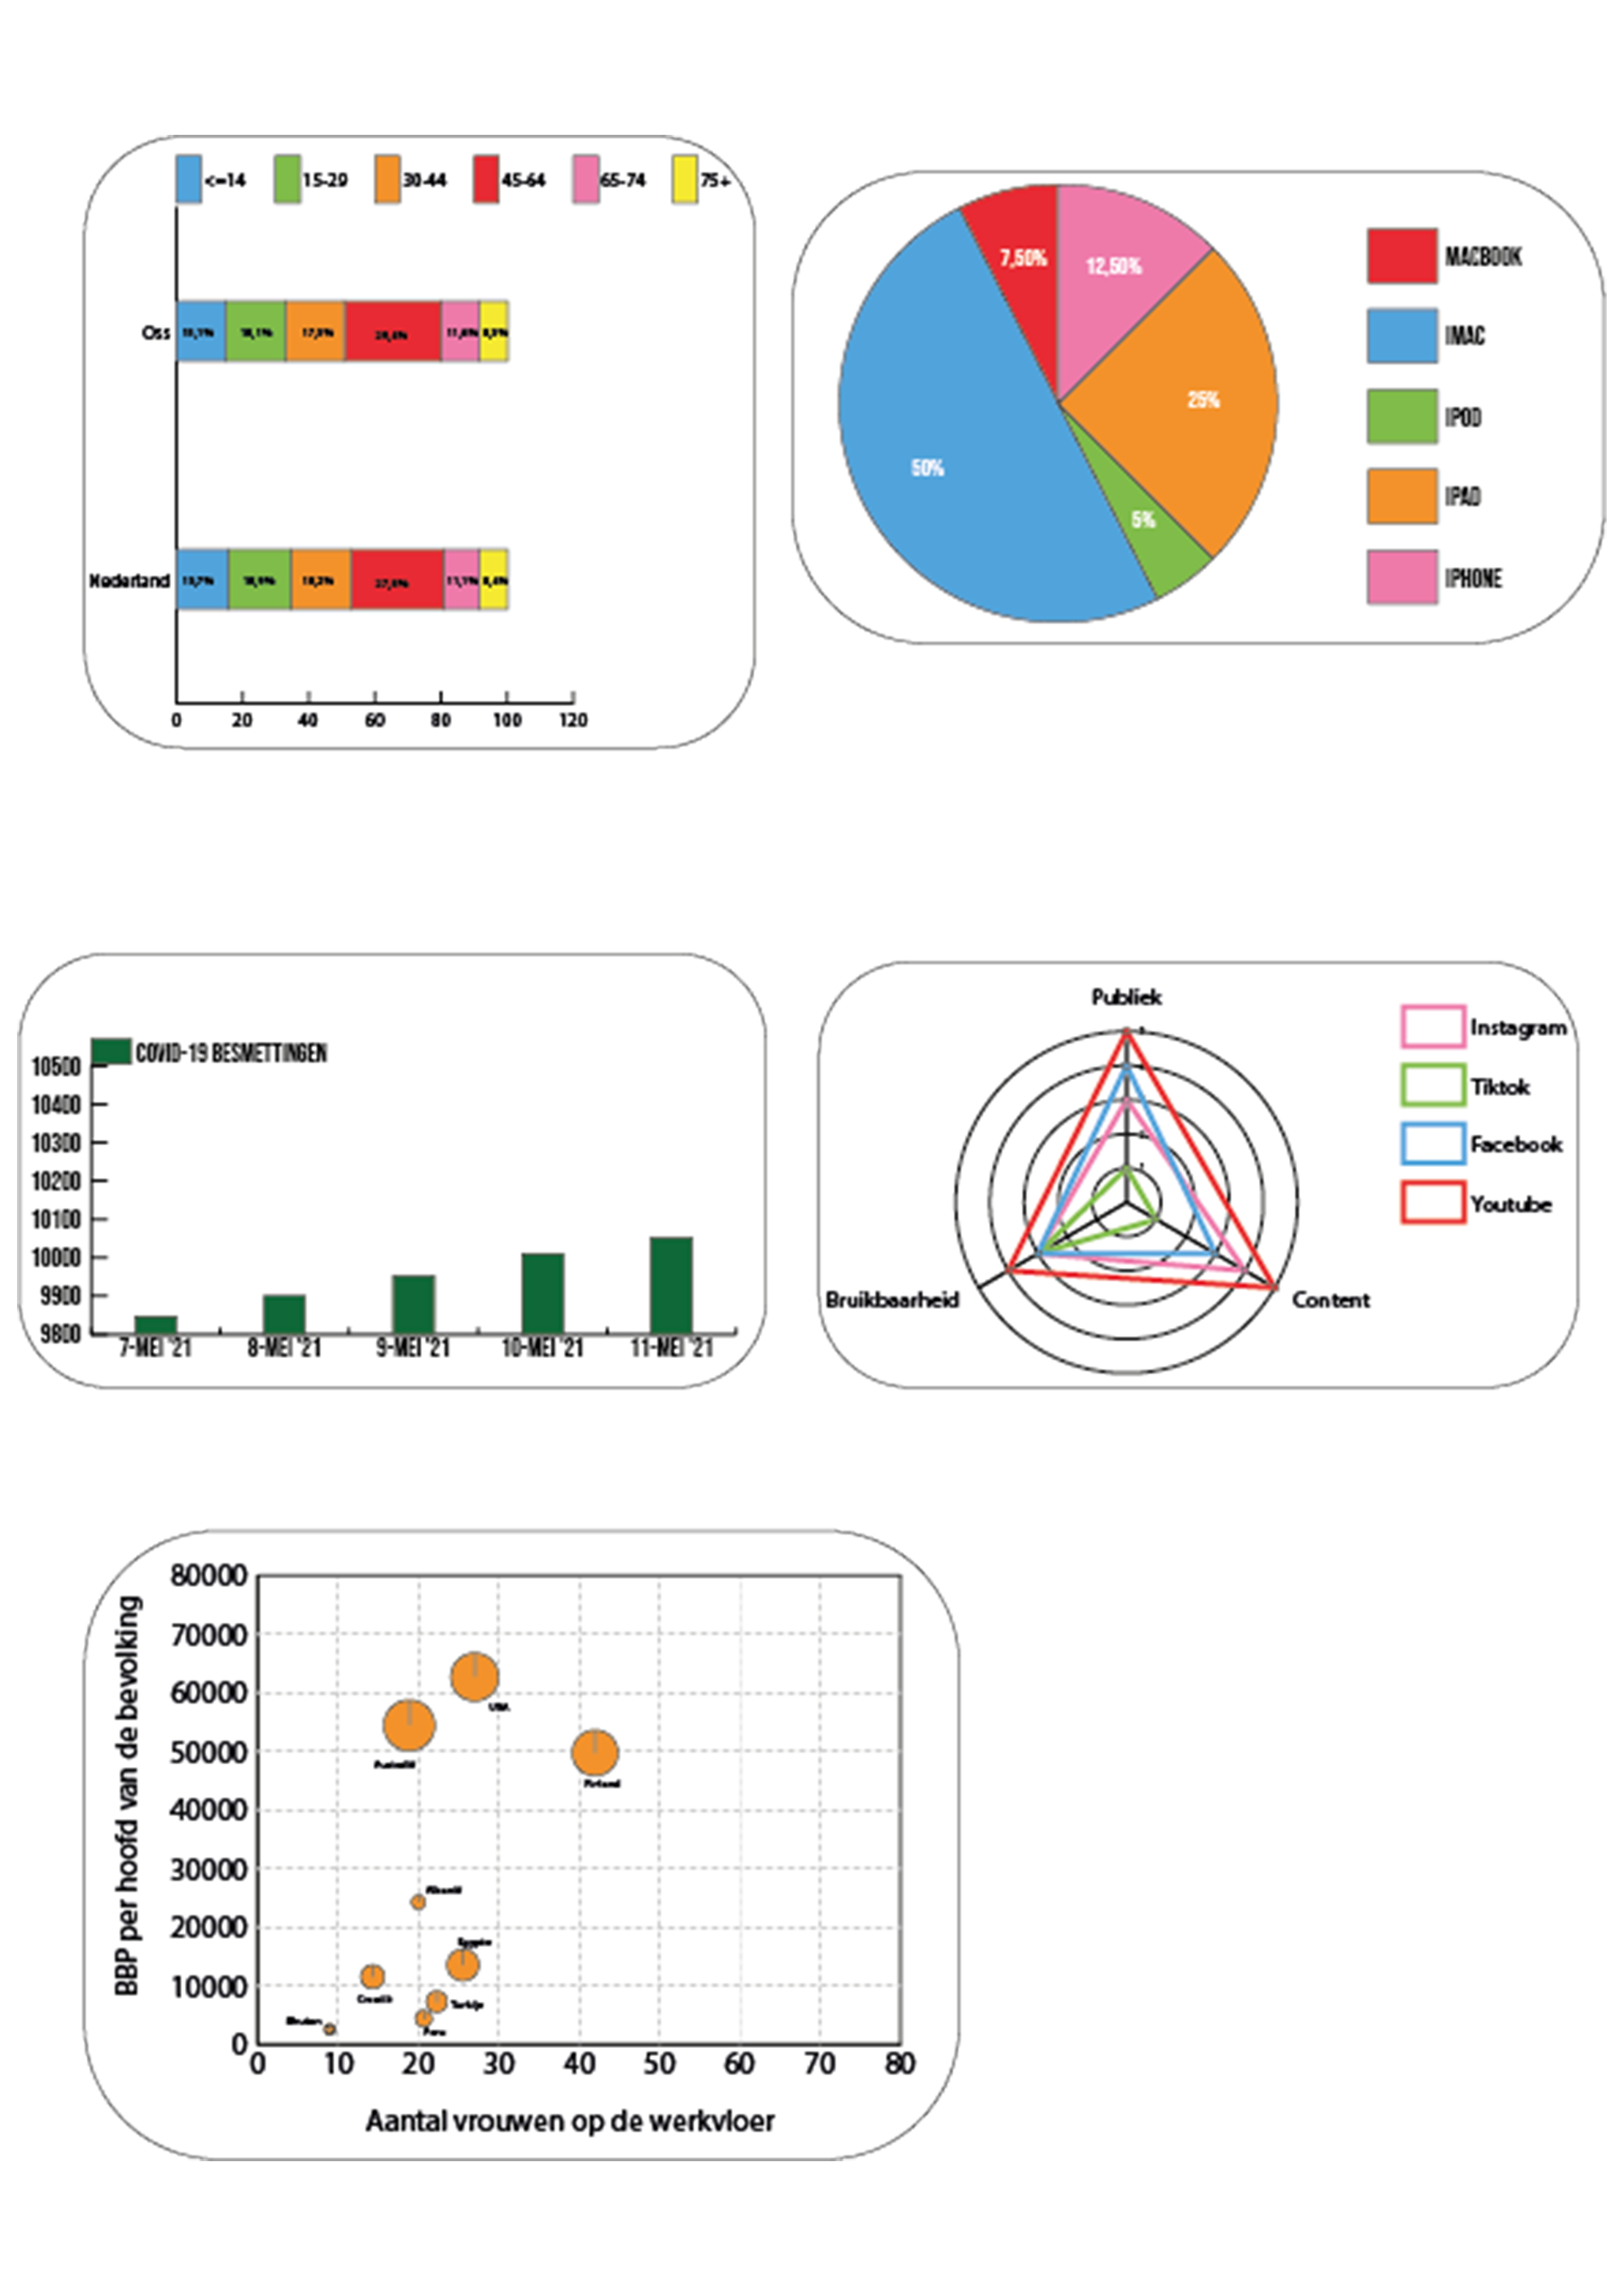 <=14 15-29 30-44 45-64 65-74 75+
Oss
Nederland
0 20 40 60 80 100 120
7,50% 12,50%
25%
50%
5%
MACBOOK
IMAC
IPOD
IPAD
IPHONE
COVID-19 BESMETTINGEN
10500
10400
10300
10200
10100
10000
9900
9800
7-MEI '21 8-MEI '21 9-MEI '21 10-MEI '21 11-MEI '21
Publiek
Bruikbaarheid
Content
Instagram
Tiktok
Facebook
Youtube
BBP per hoofd van de bevolking
80000
70000
60000
50000
40000
30000
20000
10000
0
USA
Finland
Egypte
Turkije
Peru
Bhutan
0 10 20 30 40 50 60 70 80
Aantal vrouwen op de werkvloer